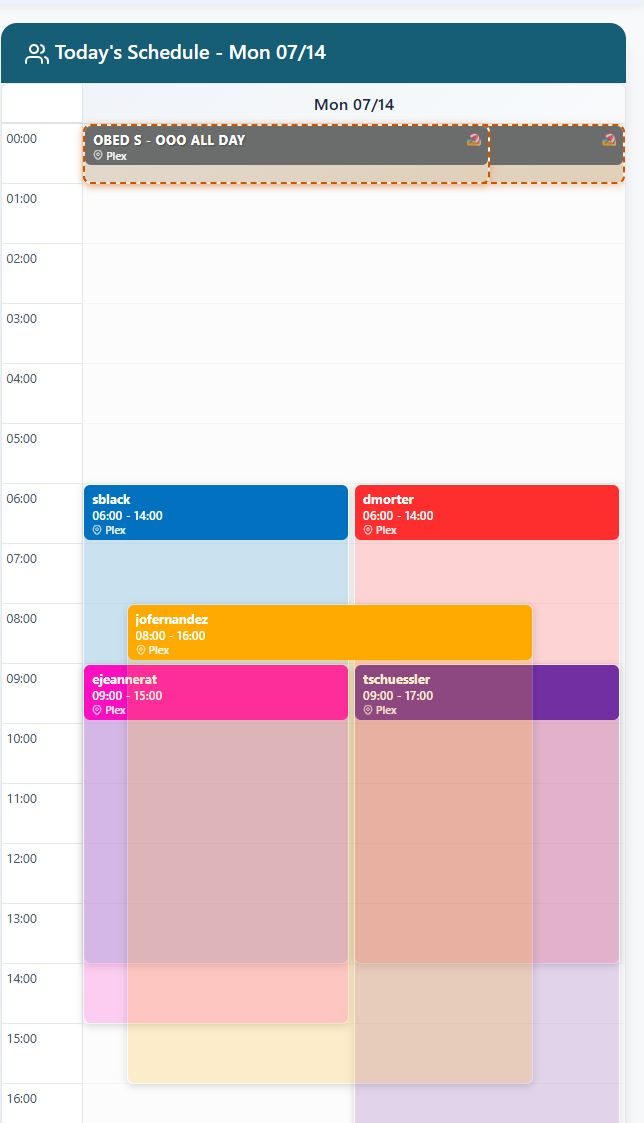 Today's Schedule - Mon 07/14
Mon 07/14
00:00
OBED S - OOO ALL DAY
Plex
01:00
02:00
03:00
04:00
05:00
06:00
sblack
06:00 - 14:00
Plex
dmorter
06:00 - 14:00
Plex
07:00
08:00
jofernandez
08:00 - 16:00
Plex
09:00
ejeannerat
09:00 - 15:00
Plex
tschuessler
09:00 - 17:00
Plex
10:00
11:00
12:00
13:00
14:00
15:00
16:00